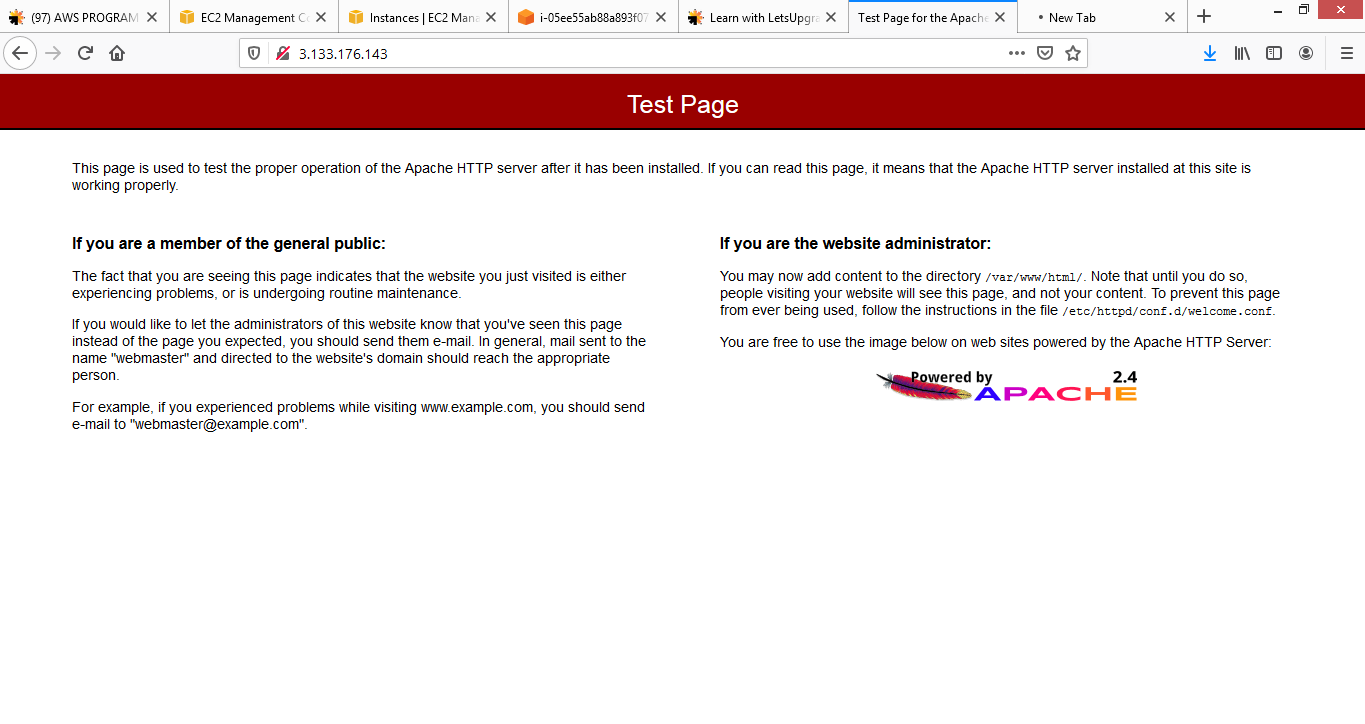 (97) AWS PROGRAM
EC2 Management Co
Instances | EC2 Mana
i-05ee55ab88a893f07
Learn with LetsUpgra
Test Page for the Apache
New Tab
3.133.176.143
Test Page
This page is used to test the proper operation of the Apache HTTP server after it has been installed. If you can read this page, it means that the Apache HTTP server installed at this site is
working properly.
If you are a member of the general public:
The fact that you are seeing this page indicates that the website you just visited is either
experiencing problems, or is undergoing routine maintenance.
If you would like to let the administrators of this website know that you've seen this page
instead of the page you expected, you should send them e-mail. In general, mail sent to the
name "webmaster" and directed to the website's domain should reach the appropriate
person.
For example, if you experienced problems while visiting www.example.com, you should send
e-mail to "webmaster@example.com".
If you are the website administrator:
You may now add content to the directory /var/www/html/. Note that until you do so,
people visiting your website will see this page, and not your content. To prevent this page
from ever being used, follow the instructions in the file /etc/httpd/conf.d/welcome.conf.
You are free to use the image below on web sites powered by the Apache HTTP Server:
Powered by 2.4
APACHE